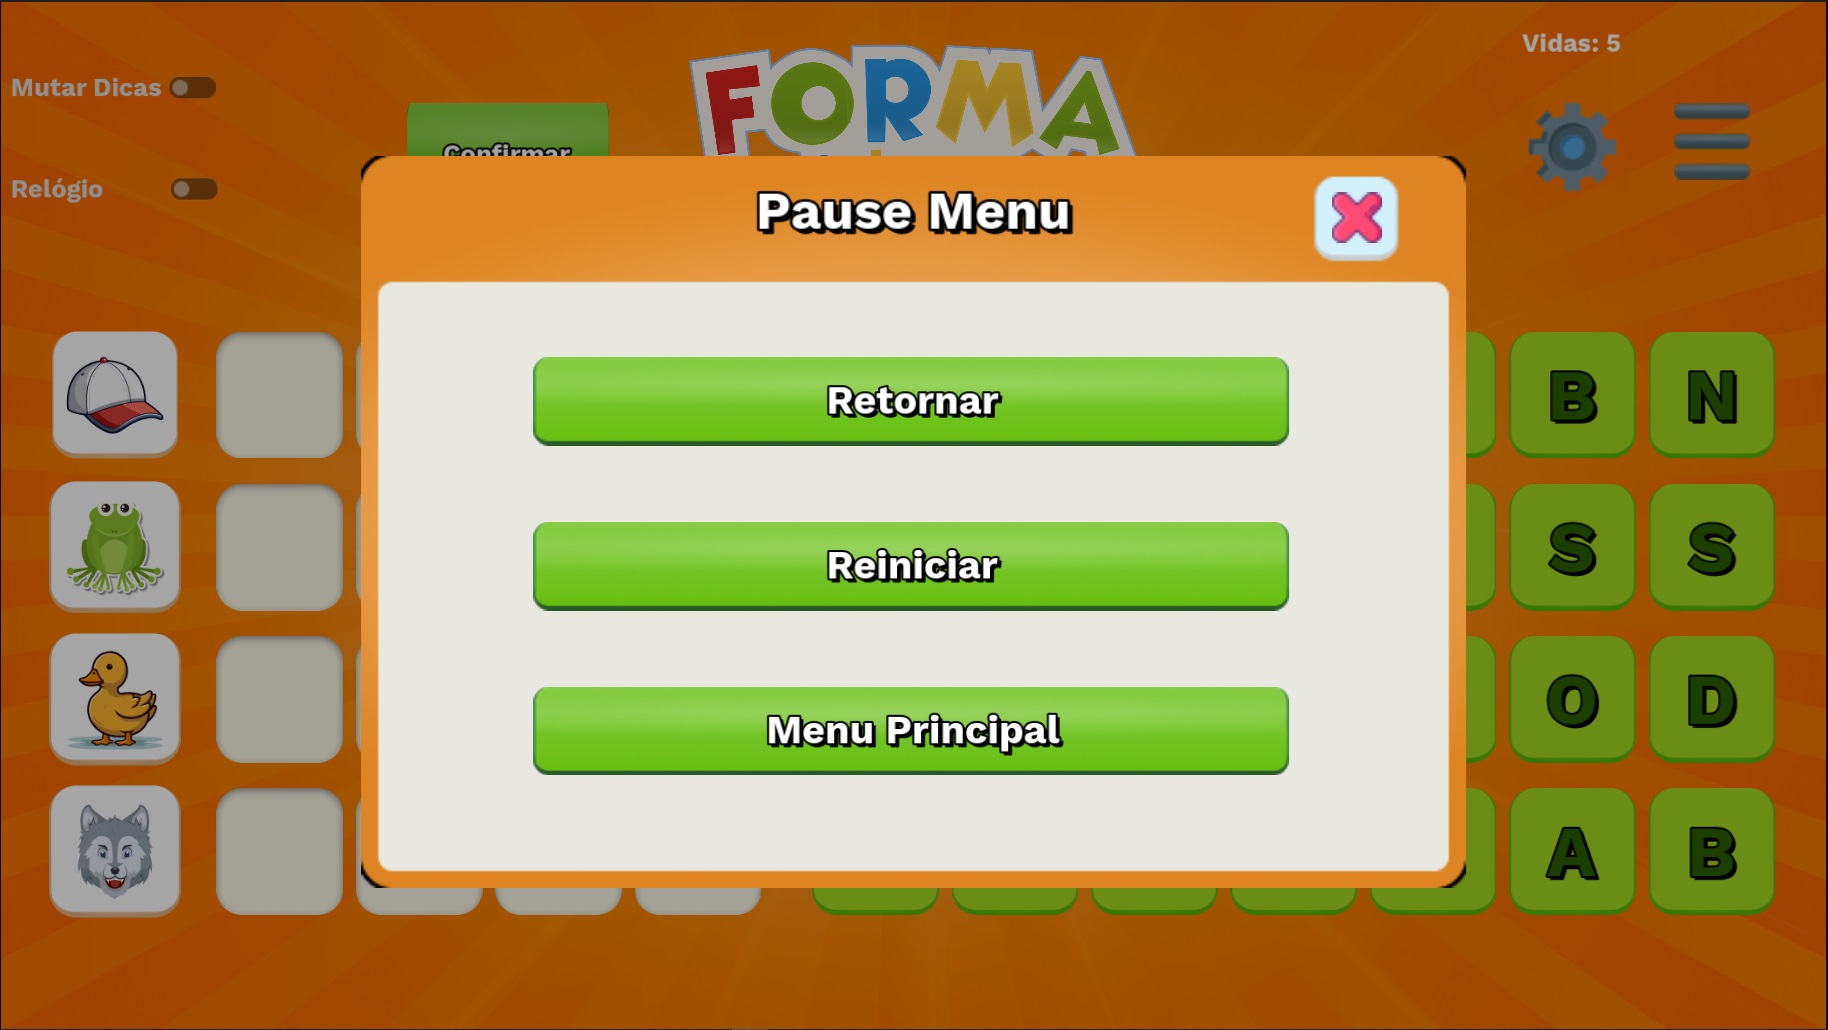 Vidas: 5
Mutar Dicas
FORMA
Confirmar
Relógio
Pause Menu
Retornar
B N
Reiniciar
S S
Menu Principal
O D
A B